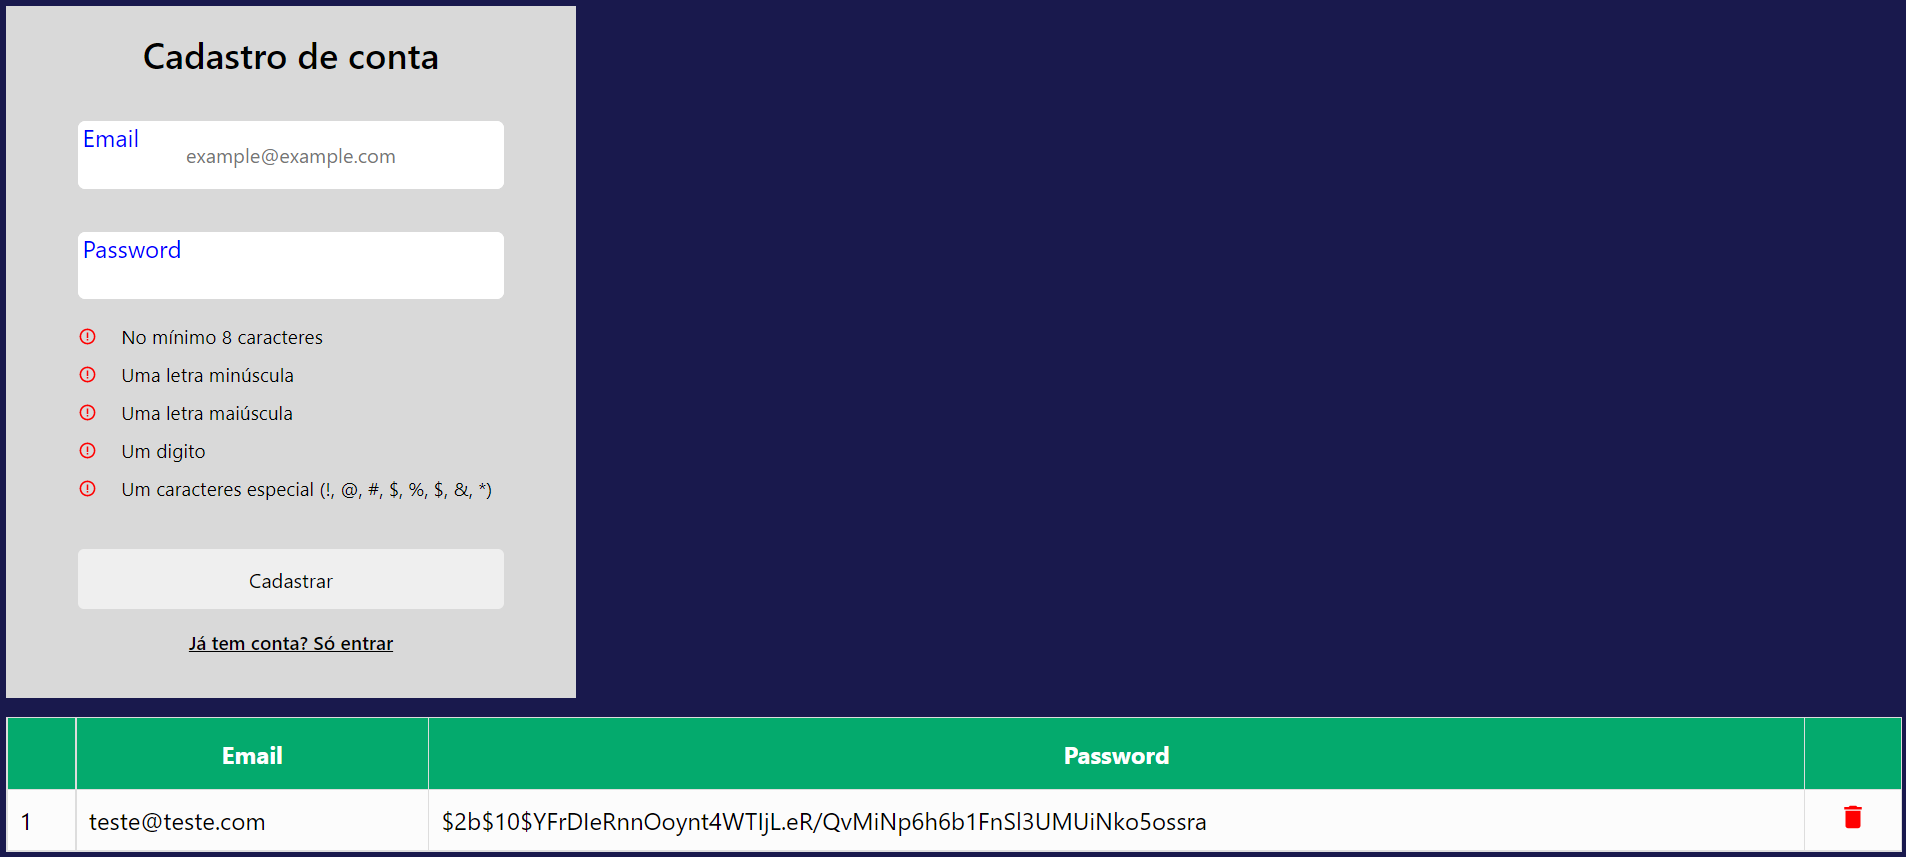 Cadastro de conta
Email
example@example.com
Password
No mínimo 8 caracteres
Uma letra minúscula
Uma letra maiúscula
Um digito
Um caracteres especial (!, @, #, $, %, $, &, *)
Cadastrar
Já tem conta? Só entrar
Email Password
1 teste@teste.com $2b$10$YFrDleRnnOoynt4WTIjL.eR/QvMiNp6h6b1FnSl3UMUiNko5ossra